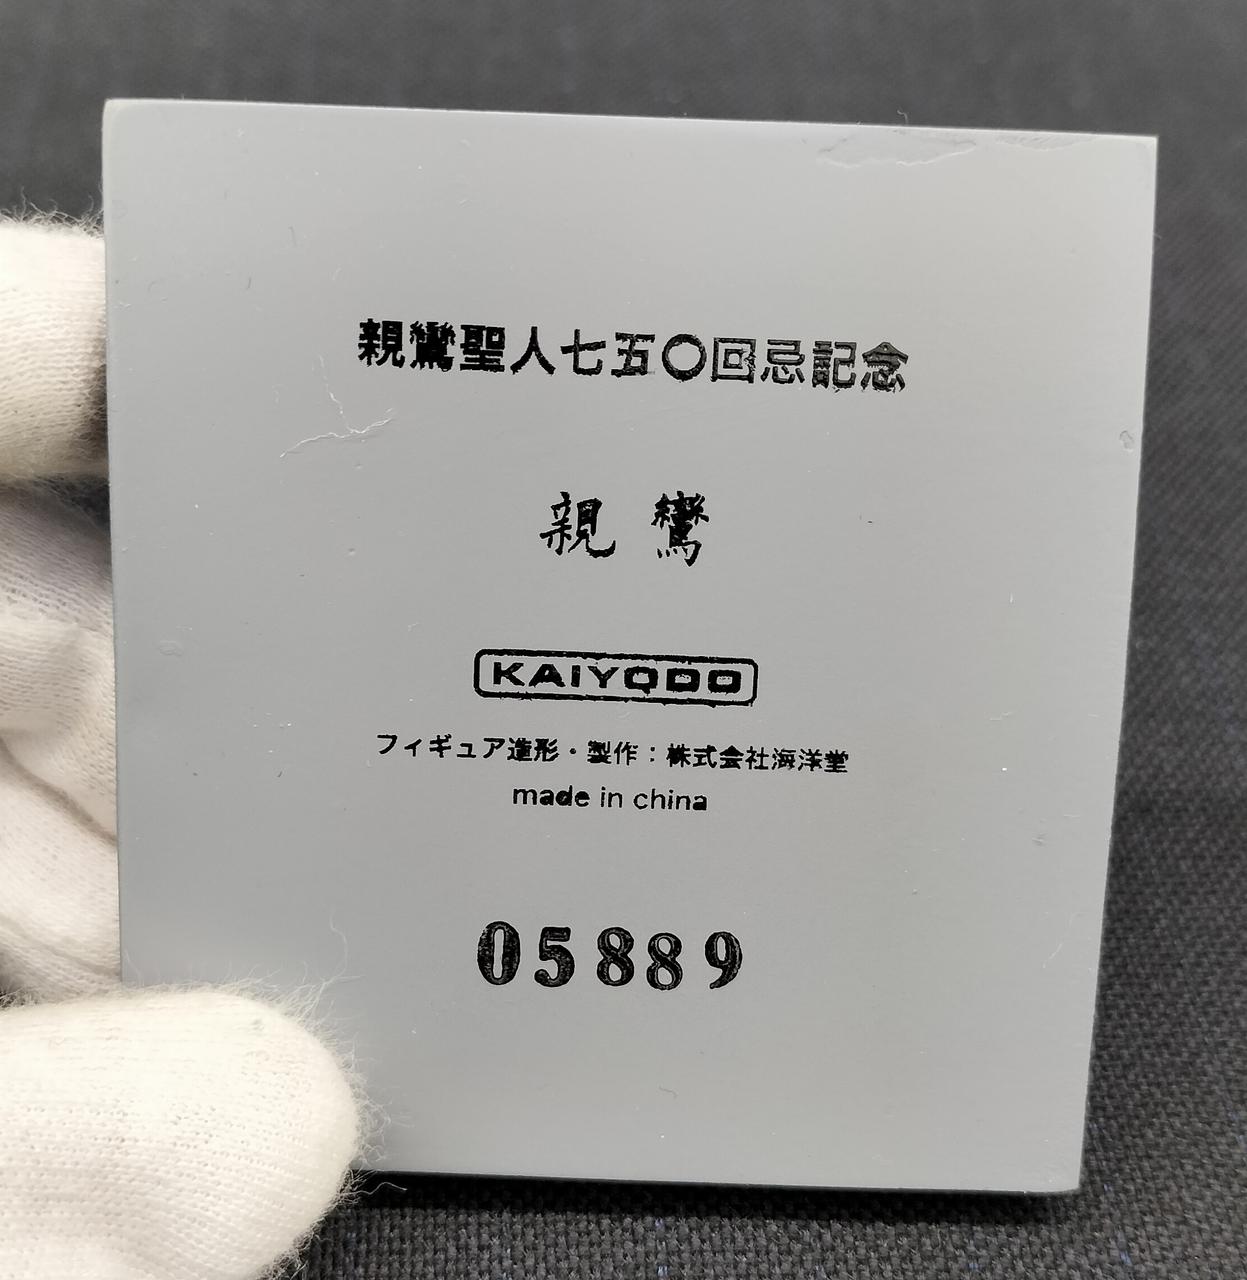 親鸞聖人七五〇回忌記念
親鸞
KAIYODO
フィギュア造形・製作：株式会社海洋堂
made in china
05889